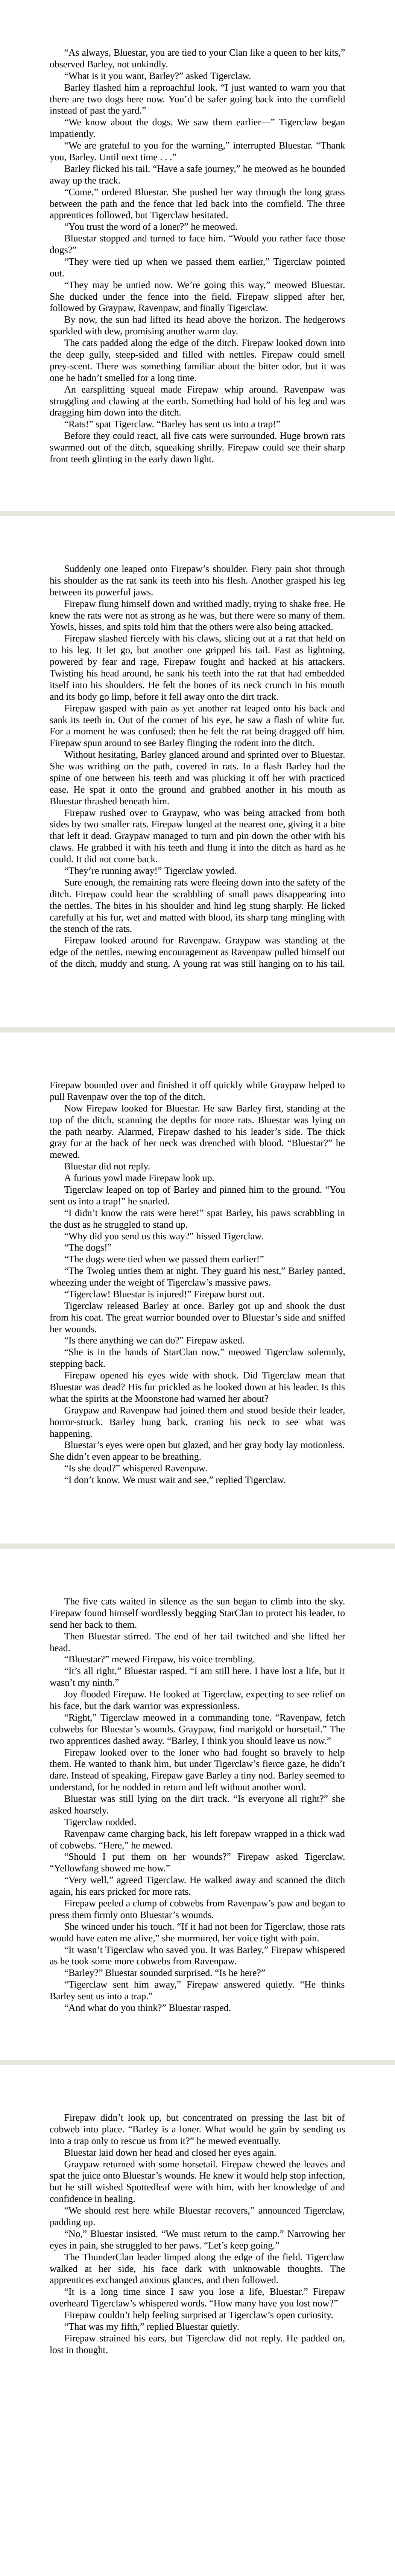 “As always, Bluestar, you are tied to your Clan like a queen to her kits,”
observed Barley, not unkindly.
“What is it you want, Barley?” asked Tigerclaw.
Barley flashed him a reproachful look. “I just wanted to warn you that
there are two dogs here now. You’d be safer going back into the cornfield
instead of past the yard.”
“We know about the dogs. We saw them earlier—” Tigerclaw began
impatiently.
“We are grateful to you for the warning,” interrupted Bluestar. “Thank
you, Barley. Until next time . . .”
Barley flicked his tail. “Have a safe journey,” he meowed as he bounded
away up the track.
“Come,” ordered Bluestar. She pushed her way through the long grass
between the path and the fence that led back into the cornfield. The three
apprentices followed, but Tigerclaw hesitated.
“You trust the word of a loner?” he meowed.
Bluestar stopped and turned to face him. “Would you rather face those
dogs?”
“They were tied up when we passed them earlier,” Tigerclaw pointed
out.
“They may be untied now. We’re going this way,” meowed Bluestar.
She ducked under the fence into the field. Firepaw slipped after her,
followed by Graypaw, Ravenpaw, and finally Tigerclaw.
By now, the sun had lifted its head above the horizon. The hedgerows
sparkled with dew, promising another warm day.
The cats padded along the edge of the ditch. Firepaw looked down into
the deep gully, steep-sided and filled with nettles. Firepaw could smell
prey-scent. There was something familiar about the bitter odor, but it was
one he hadn’t smelled for a long time.
An earsplitting squeal made Firepaw whip around. Ravenpaw was
struggling and clawing at the earth. Something had hold of his leg and was
dragging him down into the ditch.
“Rats!” spat Tigerclaw. “Barley has sent us into a trap!”
Before they could react, all five cats were surrounded. Huge brown rats
swarmed out of the ditch, squeaking shrilly. Firepaw could see their sharp
front teeth glinting in the early dawn light.
Suddenly one leaped onto Firepaw’s shoulder. Fiery pain shot through
his shoulder as the rat sank its teeth into his flesh. Another grasped his leg
between its powerful jaws.
Firepaw flung himself down and writhed madly, trying to shake free. He
knew the rats were not as strong as he was, but there were so many of them.
Yowls, hisses, and spits told him that the others were also being attacked.
Firepaw slashed fiercely with his claws, slicing out at a rat that held on
to his leg. It let go, but another one gripped his tail. Fast as lightning,
powered by fear and rage, Firepaw fought and hacked at his attackers.
Twisting his head around, he sank his teeth into the rat that had embedded
itself into his shoulders. He felt the bones of its neck crunch in his mouth
and its body go limp, before it fell away onto the dirt track.
Firepaw gasped with pain as yet another rat leaped onto his back and
sank its teeth in. Out of the corner of his eye, he saw a flash of white fur.
For a moment he was confused; then he felt the rat being dragged off him.
Firepaw spun around to see Barley flinging the rodent into the ditch.
Without hesitating, Barley glanced around and sprinted over to Bluestar.
She was writhing on the path, covered in rats. In a flash Barley had the
spine of one between his teeth and was plucking it off her with practiced
ease. He spat it onto the ground and grabbed another in his mouth as
Bluestar thrashed beneath him.
Firepaw rushed over to Graypaw, who was being attacked from both
sides by two smaller rats. Firepaw lunged at the nearest one, giving it a bite
that left it dead. Graypaw managed to turn and pin down the other with his
claws. He grabbed it with his teeth and flung it into the ditch as hard as he
could. It did not come back.
“They’re running away!” Tigerclaw yowled.
Sure enough, the remaining rats were fleeing down into the safety of the
ditch. Firepaw could hear the scrabbling of small paws disappearing into
the nettles. The bites in his shoulder and hind leg stung sharply. He licked
carefully at his fur, wet and matted with blood, its sharp tang mingling with
the stench of the rats.
Firepaw looked around for Ravenpaw. Graypaw was standing at the
edge of the nettles, mewing encouragement as Ravenpaw pulled himself out
of the ditch, muddy and stung. A young rat was still hanging on to his tail.
Firepaw bounded over and finished it off quickly while Graypaw helped to
pull Ravenpaw over the top of the ditch.
Now Firepaw looked for Bluestar. He saw Barley first, standing at the
top of the ditch, scanning the depths for more rats. Bluestar was lying on
the path nearby. Alarmed, Firepaw dashed to his leader’s side. The thick
gray fur at the back of her neck was drenched with blood. “Bluestar?” he
mewed.
Bluestar did not reply.
A furious yowl made Firepaw look up.
Tigerclaw leaped on top of Barley and pinned him to the ground. “You
sent us into a trap!” he snarled.
“I didn’t know the rats were here!” spat Barley, his paws scrabbling in
the dust as he struggled to stand up.
“Why did you send us this way?” hissed Tigerclaw.
“The dogs!”
“The dogs were tied when we passed them earlier!”
“The Twoleg unties them at night. They guard his nest,” Barley panted,
wheezing under the weight of Tigerclaw’s massive paws.
“Tigerclaw! Bluestar is injured!” Firepaw burst out.
Tigerclaw released Barley at once. Barley got up and shook the dust
from his coat. The great warrior bounded over to Bluestar’s side and sniffed
her wounds.
“Is there anything we can do?” Firepaw asked.
“She is in the hands of StarClan now,” meowed Tigerclaw solemnly,
stepping back.
Firepaw opened his eyes wide with shock. Did Tigerclaw mean that
Bluestar was dead? His fur prickled as he looked down at his leader. Is this
what the spirits at the Moonstone had warned her about?
Graypaw and Ravenpaw had joined them and stood beside their leader,
horror-struck. Barley hung back, craning his neck to see what was
happening.
Bluestar’s eyes were open but glazed, and her gray body lay motionless.
She didn’t even appear to be breathing.
“Is she dead?” whispered Ravenpaw.
“I don’t know. We must wait and see,” replied Tigerclaw.
The five cats waited in silence as the sun began to climb into the sky.
Firepaw found himself wordlessly begging StarClan to protect his leader, to
send her back to them.
Then Bluestar stirred. The end of her tail twitched and she lifted her
head.
“Bluestar?” mewed Firepaw, his voice trembling.
“It’s all right,” Bluestar rasped. “I am still here. I have lost a life, but it
wasn’t my ninth.”
Joy flooded Firepaw. He looked at Tigerclaw, expecting to see relief on
his face, but the dark warrior was expressionless.
“Right,” Tigerclaw meowed in a commanding tone. “Ravenpaw, fetch
cobwebs for Bluestar’s wounds. Graypaw, find marigold or horsetail.” The
two apprentices dashed away. “Barley, I think you should leave us now.”
Firepaw looked over to the loner who had fought so bravely to help
them. He wanted to thank him, but under Tigerclaw’s fierce gaze, he didn’t
dare. Instead of speaking, Firepaw gave Barley a tiny nod. Barley seemed to
understand, for he nodded in return and left without another word.
Bluestar was still lying on the dirt track. “Is everyone all right?” she
asked hoarsely.
Tigerclaw nodded.
Ravenpaw came charging back, his left forepaw wrapped in a thick wad
of cobwebs. “Here,” he mewed.
“Should I put them on her wounds?” Firepaw asked Tigerclaw.
“Yellowfang showed me how.”
“Very well,” agreed Tigerclaw. He walked away and scanned the ditch
again, his ears pricked for more rats.
Firepaw peeled a clump of cobwebs from Ravenpaw’s paw and began to
press them firmly onto Bluestar’s wounds.
She winced under his touch. “If it had not been for Tigerclaw, those rats
would have eaten me alive,” she murmured, her voice tight with pain.
“It wasn’t Tigerclaw who saved you. It was Barley,” Firepaw whispered
as he took some more cobwebs from Ravenpaw.
“Barley?” Bluestar sounded surprised. “Is he here?”
“Tigerclaw sent him away,” Firepaw answered quietly. “He thinks
Barley sent us into a trap.”
“And what do you think?” Bluestar rasped.
Firepaw didn’t look up, but concentrated on pressing the last bit of
cobweb into place. “Barley is a loner. What would he gain by sending us
into a trap only to rescue us from it?” he mewed eventually.
Bluestar laid down her head and closed her eyes again.
Graypaw returned with some horsetail. Firepaw chewed the leaves and
spat the juice onto Bluestar’s wounds. He knew it would help stop infection,
but he still wished Spottedleaf were with him, with her knowledge of and
confidence in healing.
“We should rest here while Bluestar recovers,” announced Tigerclaw,
padding up.
“No,” Bluestar insisted. “We must return to the camp.” Narrowing her
eyes in pain, she struggled to her paws. “Let’s keep going.”
The ThunderClan leader limped along the edge of the field. Tigerclaw
walked at her side, his face dark with unknowable thoughts. The
apprentices exchanged anxious glances, and then followed.
“It is a long time since I saw you lose a life, Bluestar.” Firepaw
overheard Tigerclaw’s whispered words. “How many have you lost now?”
Firepaw couldn’t help feeling surprised at Tigerclaw’s open curiosity.
“That was my fifth,” replied Bluestar quietly.
Firepaw strained his ears, but Tigerclaw did not reply. He padded on,
lost in thought.